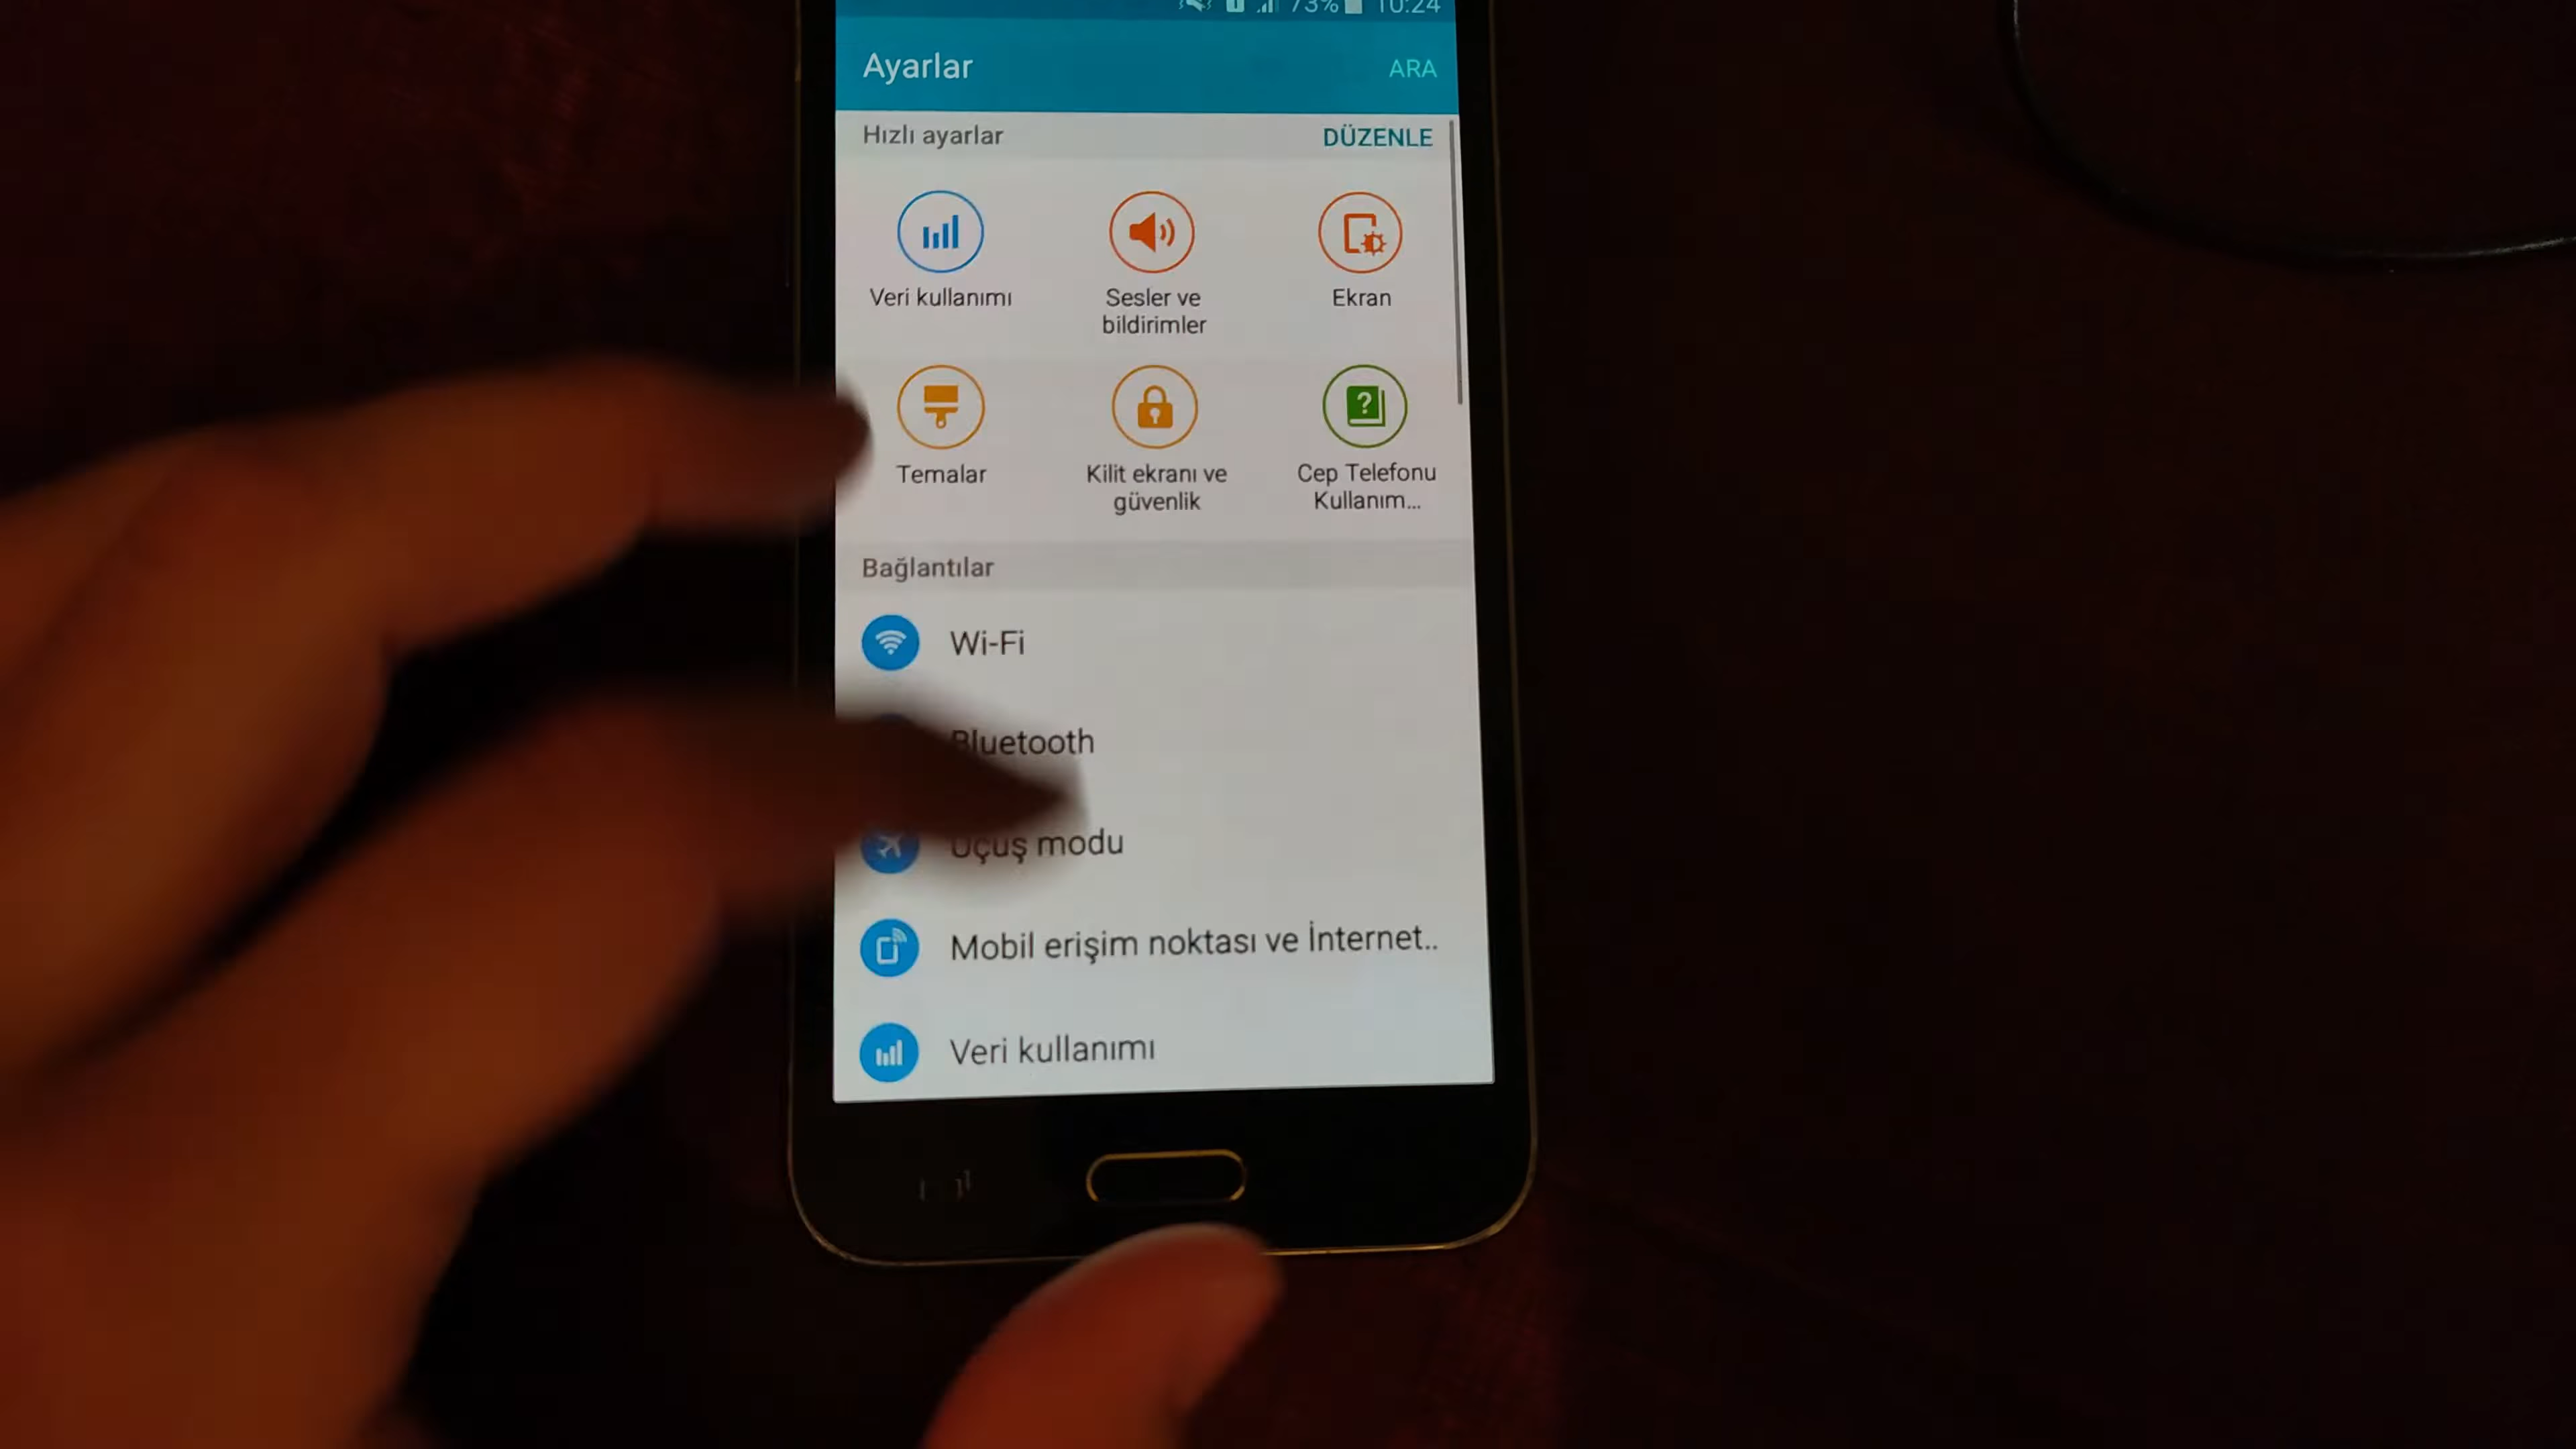 73% 10:24
Ayarlar ARA
Hızlı ayarlar DÜZENLE
Veri kullanımı
Sesler ve
bildirimler
Ekran
Temalar
Kilit ekranı ve
güvenlik
Cep Telefonu
Kullanım...
Bağlantılar
Wi-Fi
Bluetooth
Uçuş modu
Mobil erişim noktası ve İnternet..
Veri kullanımı